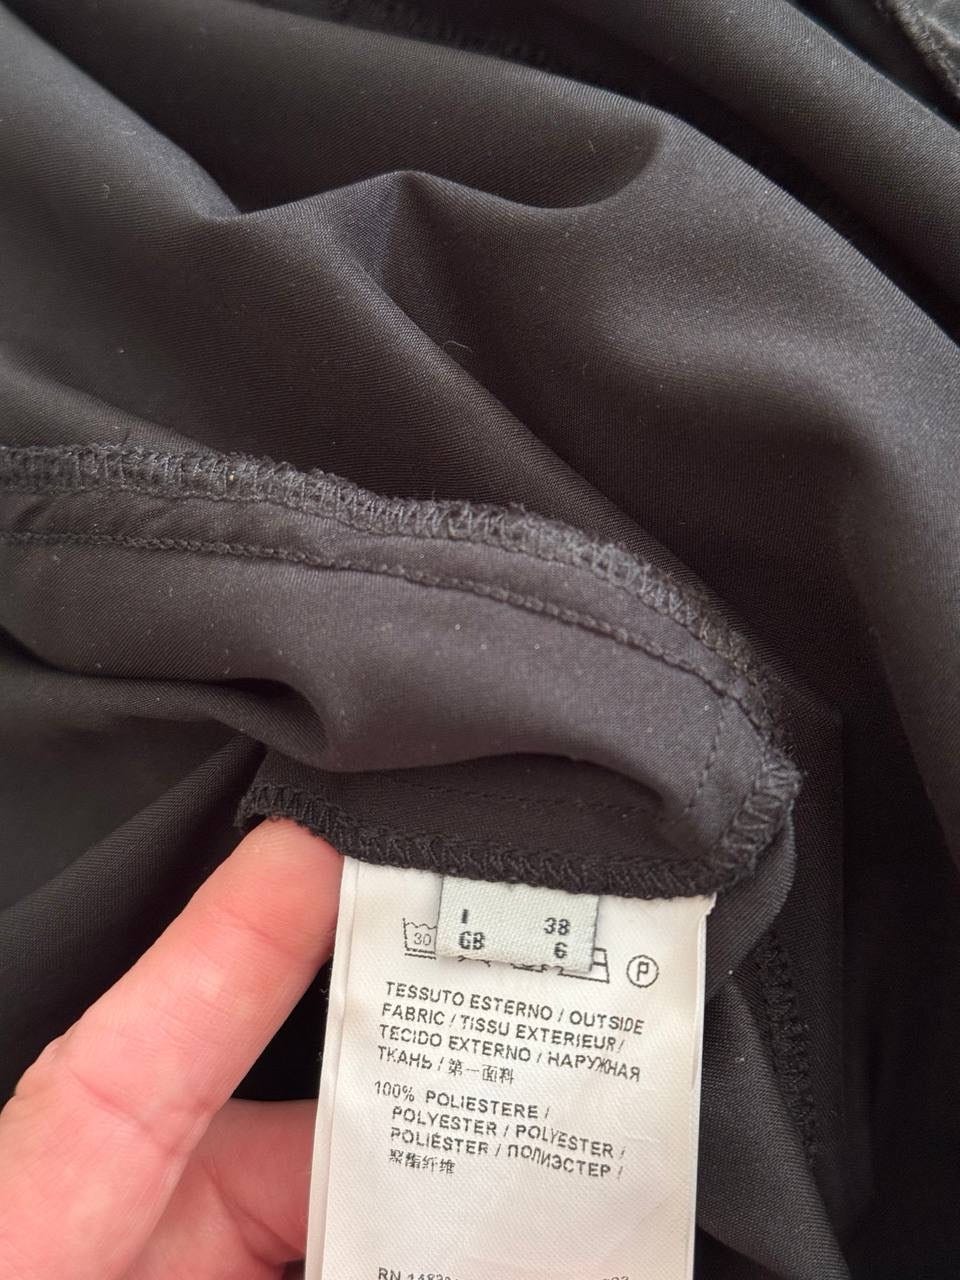 I 38
GB 6
30
P
TESSUTO ESTERNO / OUTSIDE
FABRIC / TISSU EXTERIEUR /
TECIDO EXTERNO / НАРУЖНАЯ
ТКАНЬ / 第一面料
100% POLIESTERE /
POLYESTER / POLYESTER /
POLIÉSTER / ПОЛИЭСТЕР /
聚酯纤维
RN